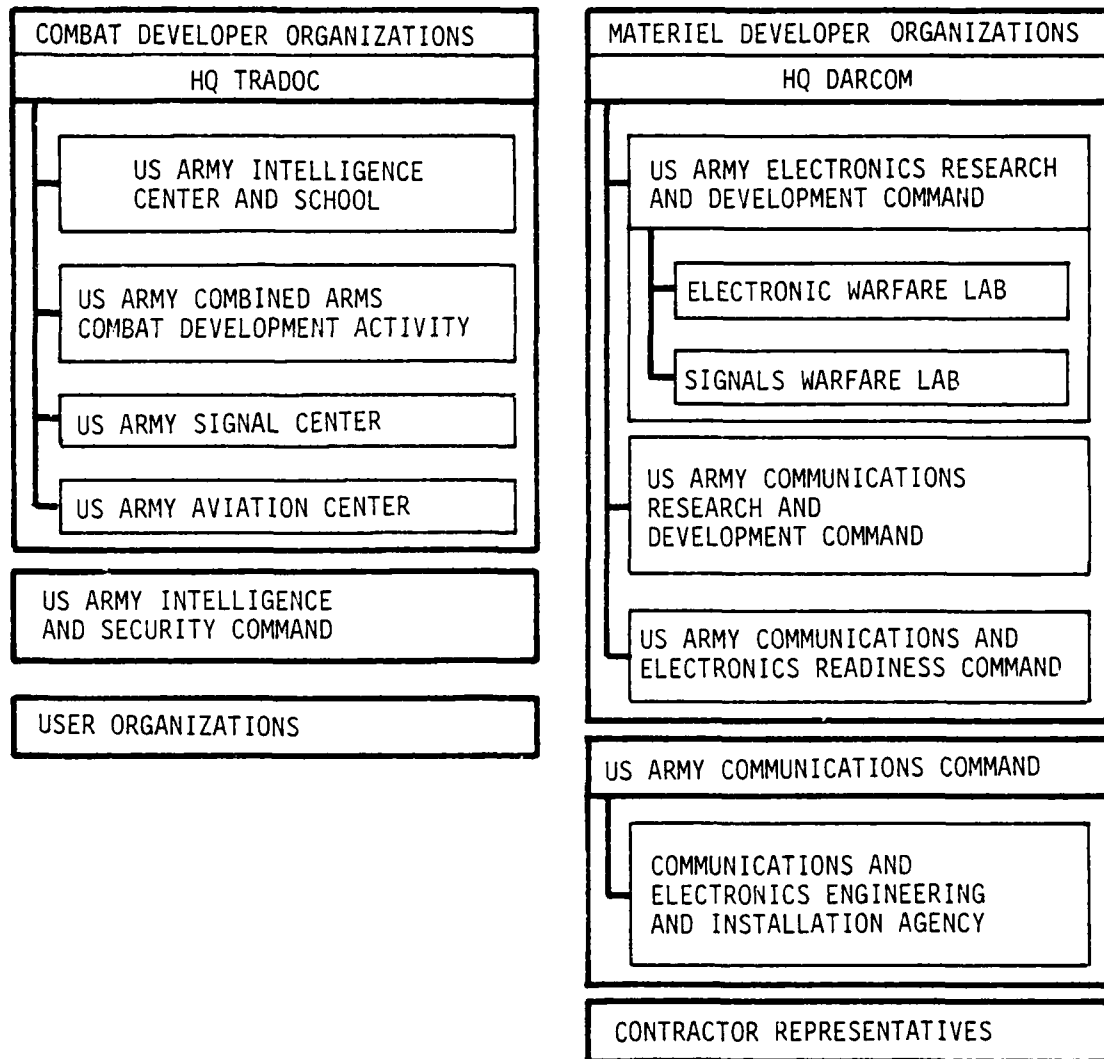 COMBAT DEVELOPER ORGANIZATIONS
HQ TRADOC
US ARMY INTELLIGENCE
CENTER AND SCHOOL
US ARMY COMBINED ARMS
COMBAT DEVELOPMENT ACTIVITY
US ARMY SIGNAL CENTER
US ARMY AVIATION CENTER
US ARMY INTELLIGENCE
AND SECURITY COMMAND
USER ORGANIZATIONS
MATERIEL DEVELOPER ORGANIZATIONS
HQ DARCOM
US ARMY ELECTRONICS RESEARCH
AND DEVELOPMENT COMMAND
ELECTRONIC WARFARE LAB
SIGNALS WARFARE LAB
US ARMY COMMUNICATIONS
RESEARCH AND
DEVELOPMENT COMMAND
US ARMY COMMUNICATIONS AND
ELECTRONICS READINESS COMMAND
US ARMY COMMUNICATIONS COMMAND
COMMUNICATIONS AND
ELECTRONICS ENGINEERING
AND INSTALLATION AGENCY
CONTRACTOR REPRESENTATIVES